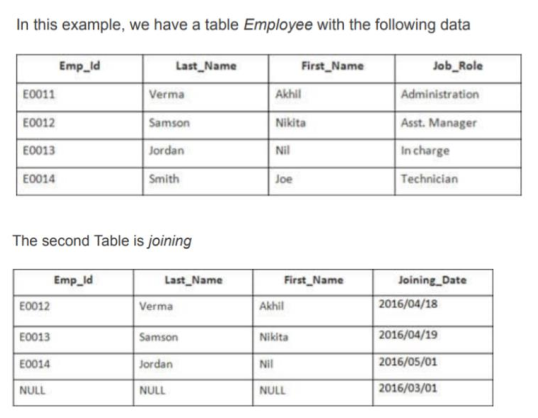 In this example, we have a table Employee with the following data
Emp_Id Last_Name First_Name Job_Role
E0011 Verma Akhil Administration
E0012 Samson Nikita Asst. Manager
E0013 Jordan Nil In charge
E0014 Smith Joe Technician
The second Table is joining
Emp_Id Last_Name First_Name Joining_Date
E0012 Verma Akhil 2016/04/18
E0013 Samson Nikita 2016/04/19
E0014 Jordan Nil 2016/05/01
NULL NULL NULL 2016/03/01